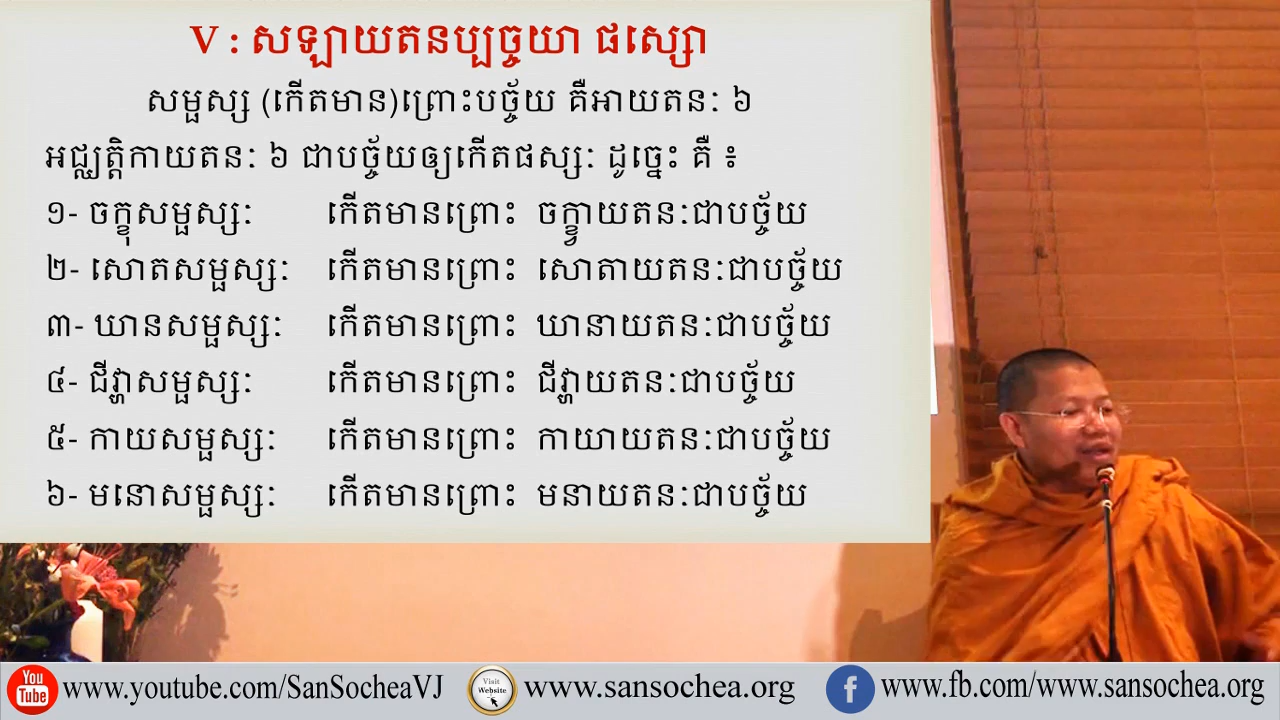 V : សឡាយតនប្បច្ចយា ផស្សោ
សម្ផស្ស (កើតមាន)ព្រោះបច្ច័យ គឺអាយតនៈ ៦
អជ្ឈត្តិកាយតនៈ ៦ ជាបច្ច័យឲ្យកើតផស្សៈ ដូច្នេះ គឺ ៖
១- ចក្ខុសម្ផស្សៈ កើតមានព្រោះ ចក្ខ្វាយតនៈជាបច្ច័យ
២- សោតសម្ផស្សៈ កើតមានព្រោះ សោតាយតនៈជាបច្ច័យ
៣- ឃានសម្ផស្សៈ កើតមានព្រោះ ឃានាយតនៈជាបច្ច័យ
៤- ជីវ្ហាសម្ផស្សៈ កើតមានព្រោះ ជីវ្ហាយតនៈជាបច្ច័យ
៥- កាយសម្ផស្សៈ កើតមានព្រោះ កាយាយតនៈជាបច្ច័យ
៦- មនោសម្ផស្សៈ កើតមានព្រោះ មនាយតនៈជាបច្ច័យ
You Tube www.youtube.com/SanSocheaVJ Visit Website www.sansochea.org f www.fb.com/www.sansochea.org